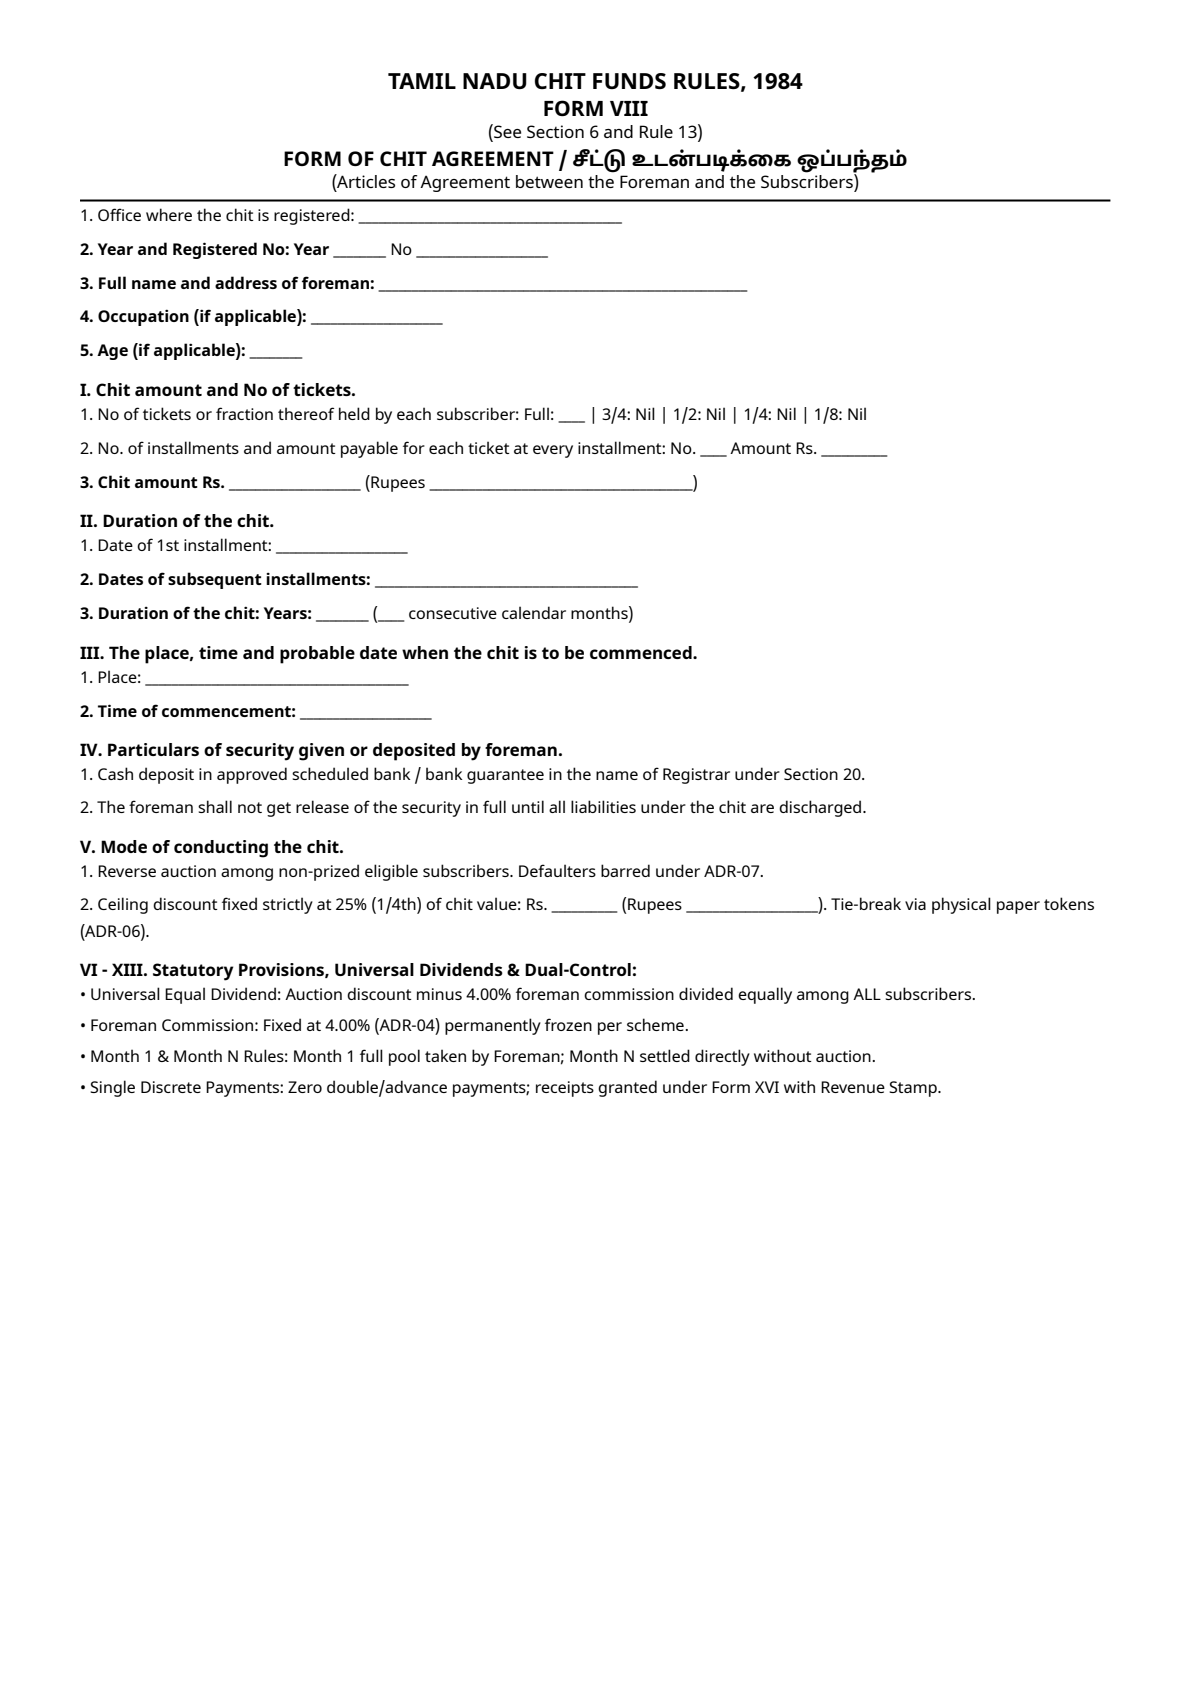 TAMIL NADU CHIT FUNDS RULES, 1984
FORM VIII
(See Section 6 and Rule 13)
FORM OF CHIT AGREEMENT / சீட்டு உடன்படிக்கை ஒப்பந்தம்
(Articles of Agreement between the Foreman and the Subscribers)
1. Office where the chit is registered: ________________________________
2. Year and Registered No: Year ______ No ________________
3. Full name and address of foreman: _____________________________________________
4. Occupation (if applicable): ________________
5. Age (if applicable): ______
I. Chit amount and No of tickets.
1. No of tickets or fraction thereof held by each subscriber: Full: ___ | 3/4: Nil | 1/2: Nil | 1/4: Nil | 1/8: Nil
2. No. of installments and amount payable for each ticket at every installment: No. ___ Amount Rs. ________
3. Chit amount Rs. ________________ (Rupees ________________________________)
II. Duration of the chit.
1. Date of 1st installment: ________________
2. Dates of subsequent installments: ________________________________
3. Duration of the chit: Years: ______ (___ consecutive calendar months)
III. The place, time and probable date when the chit is to be commenced.
1. Place: ________________________________
2. Time of commencement: ________________
IV. Particulars of security given or deposited by foreman.
1. Cash deposit in approved scheduled bank / bank guarantee in the name of Registrar under Section 20.
2. The foreman shall not get release of the security in full until all liabilities under the chit are discharged.
V. Mode of conducting the chit.
1. Reverse auction among non-prized eligible subscribers. Defaulters barred under ADR-07.
2. Ceiling discount fixed strictly at 25% (1/4th) of chit value: Rs. ________ (Rupees ________________). Tie-break via physical paper tokens
(ADR-06).
VI - XIII. Statutory Provisions, Universal Dividends & Dual-Control:
• Universal Equal Dividend: Auction discount minus 4.00% foreman commission divided equally among ALL subscribers.
• Foreman Commission: Fixed at 4.00% (ADR-04) permanently frozen per scheme.
• Month 1 & Month N Rules: Month 1 full pool taken by Foreman; Month N settled directly without auction.
• Single Discrete Payments: Zero double/advance payments; receipts granted under Form XVI with Revenue Stamp.